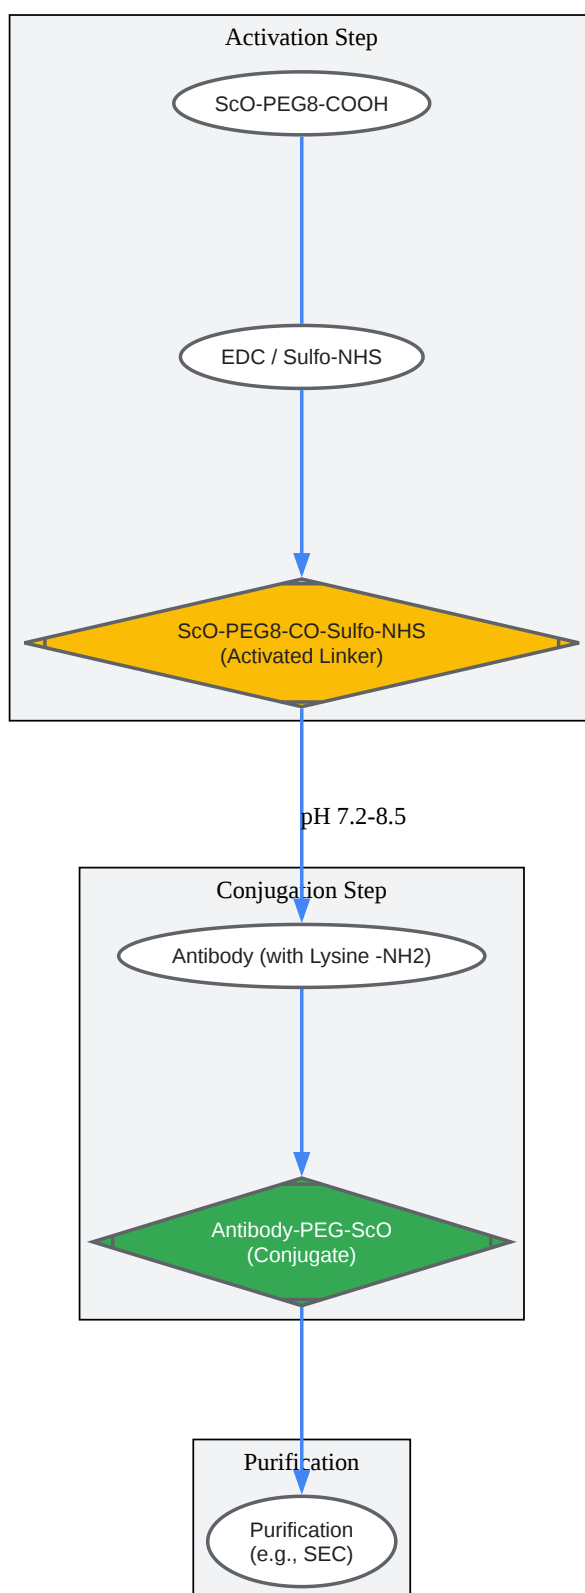 Activation Step
ScO-PEG8-COOH
EDC / Sulfo-NHS
ScO-PEG8-CO-Sulfo-NHS
(Activated Linker)
pH 7.2-8.5
Conjugation Step
Antibody (with Lysine -NH2)
Antibody-PEG-ScO
(Conjugate)
Purification
Purification
(e.g., SEC)